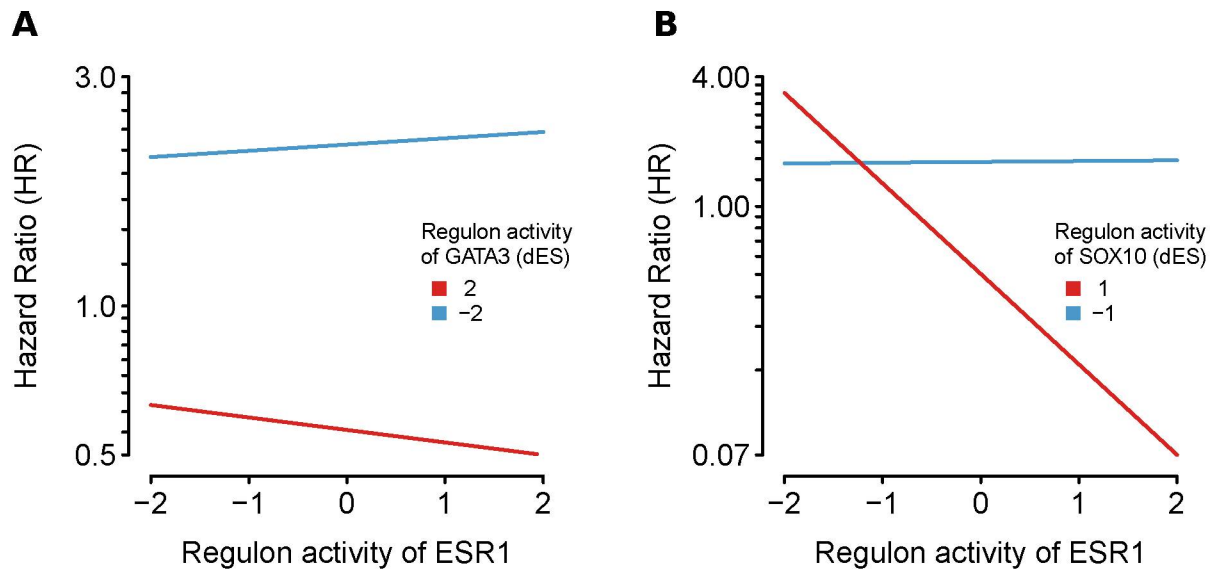 A
3.0
1.0
0.5
Hazard Ratio (HR)
Regulon activity
of GATA3 (dES)
2
−2
−2 −1 0 1 2
Regulon activity of ESR1
B
4.00
1.00
0.07
Hazard Ratio (HR)
Regulon activity
of SOX10 (dES)
1
−1
−2 −1 0 1 2
Regulon activity of ESR1